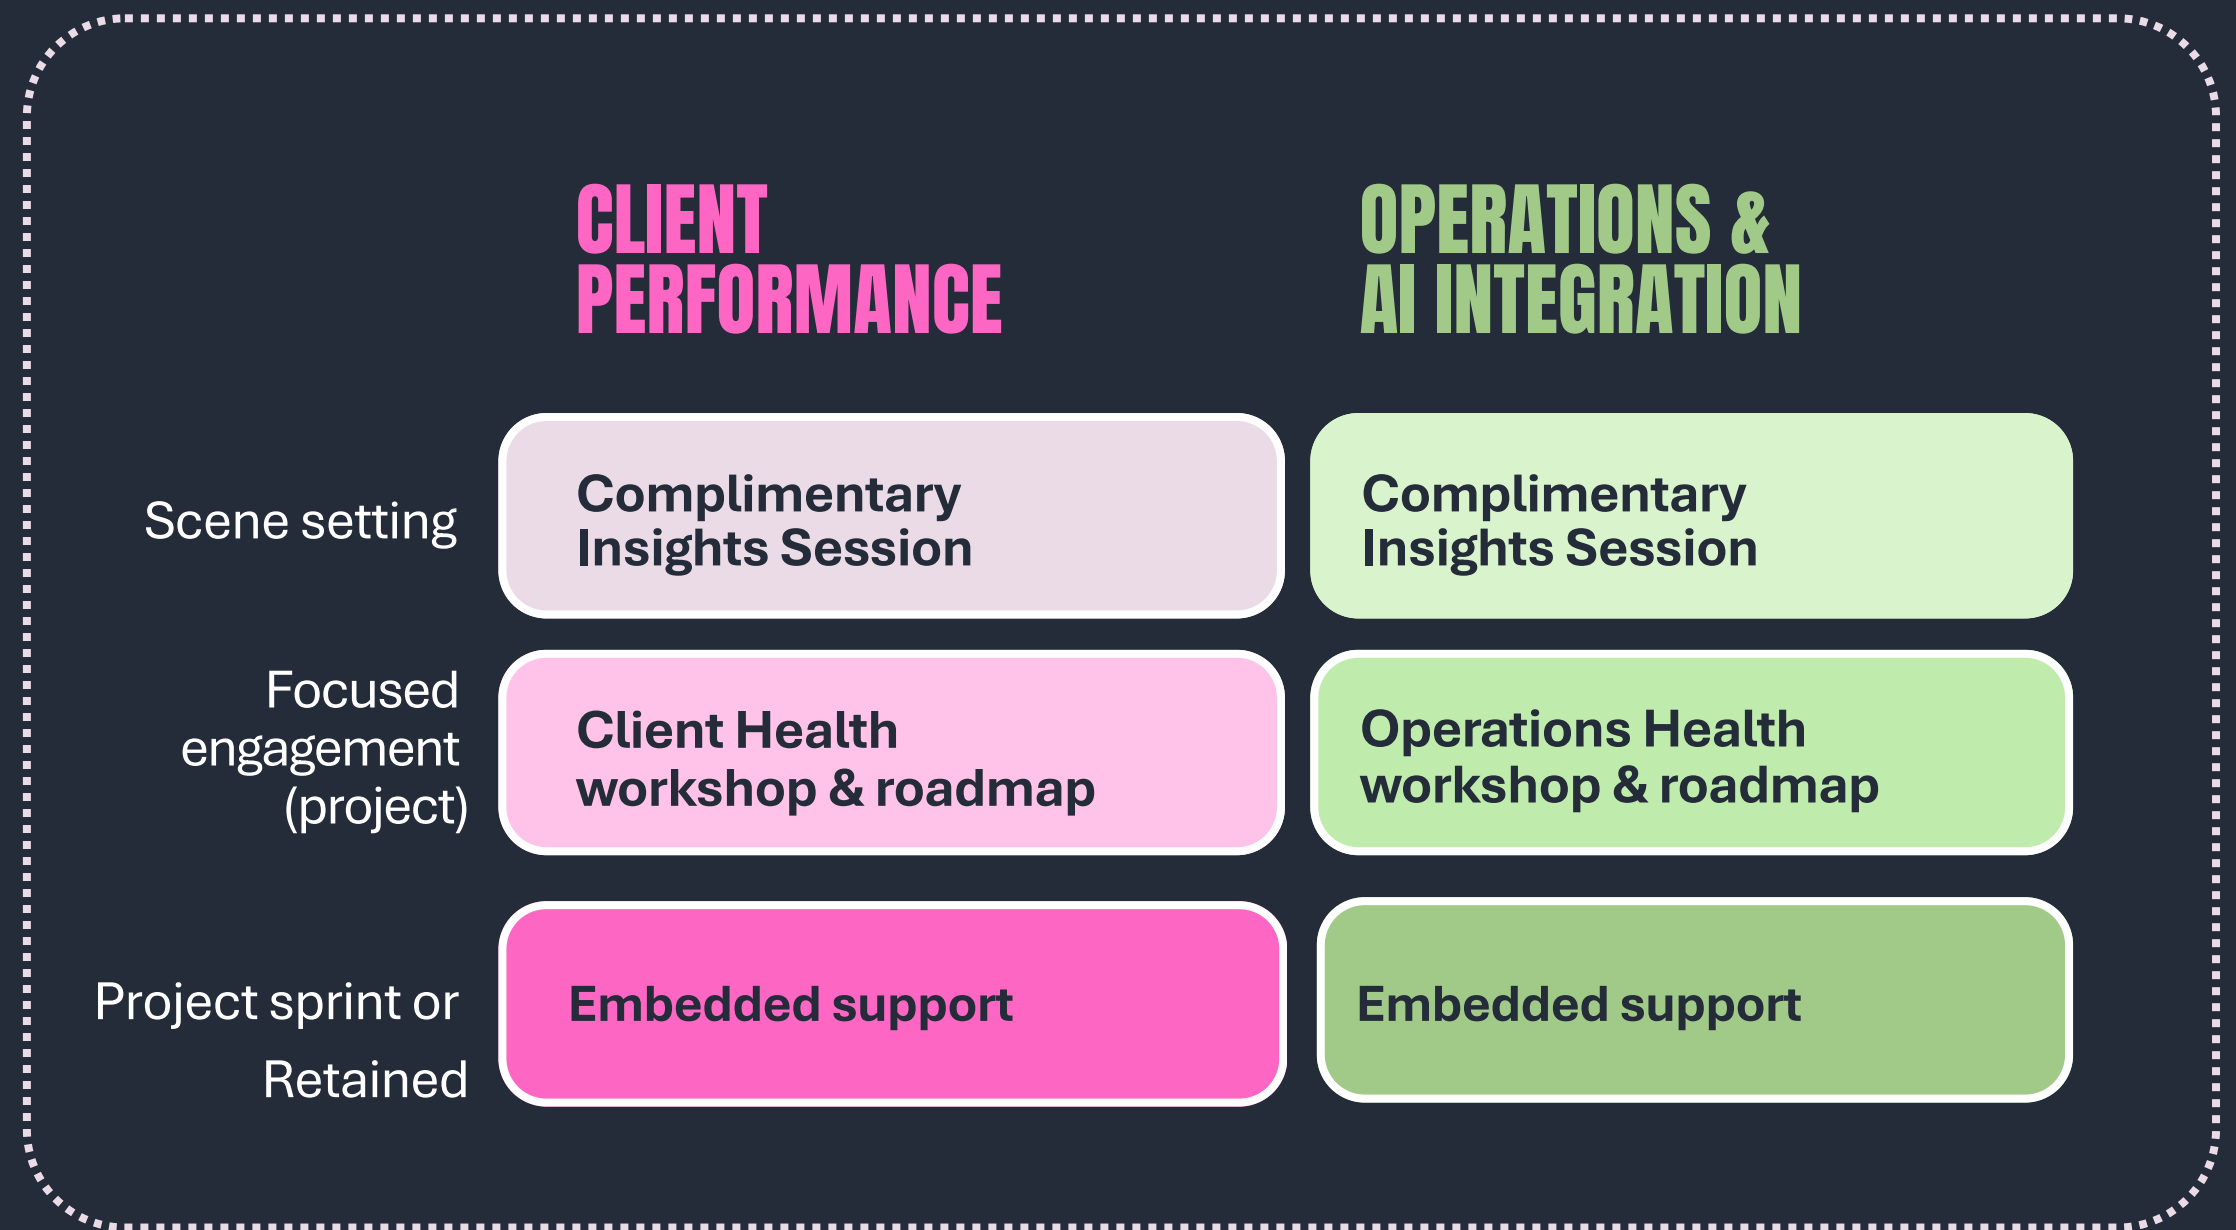 CLIENT
PERFORMANCE
OPERATIONS &
AI INTEGRATION
Scene setting
Complimentary
Insights Session
Complimentary
Insights Session
Focused
engagement
(project)
Client Health
workshop & roadmap
Operations Health
workshop & roadmap
Project sprint or
Retained
Embedded support
Embedded support